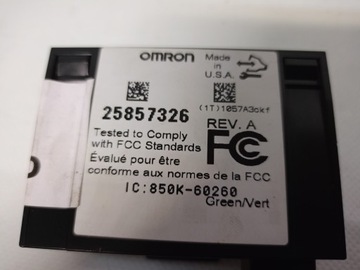 OMRON
Made in U.S.A.
25857326
(1T)1057A3ckf
REV. A
Tested to Comply
with FCC Standards
FC
Évalué pour être
conforme aux normes de la FCC
IC:850K-60260
Green/Vert